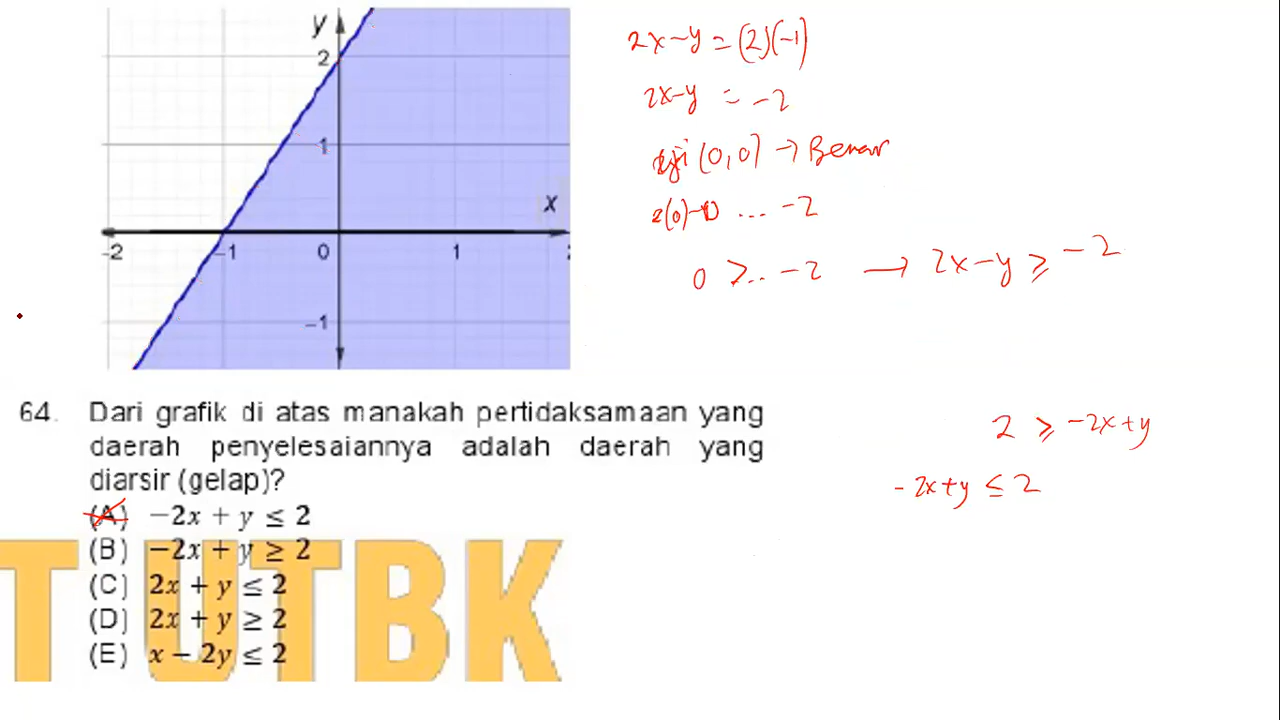 y
2
1
x
-2
-1
0
1
2
-1
2x-y = (2)(-1)
2x-y = -2
uji (0,0) → Benar
2(0)-0 ... -2
0 >... -2 → 2x-y ≥ -2
64. Dari grafik di atas manakah pertidaksamaan yang
daerah penyelesaiannya adalah daerah yang
diarsir (gelap)?
(A) −2x + y ≤ 2
(B) −2x + y ≥ 2
(C) 2x + y ≤ 2
(D) 2x + y ≥ 2
(E) x − 2y ≤ 2
2 ≥ -2x+y
-2x+y ≤ 2
T UTBK